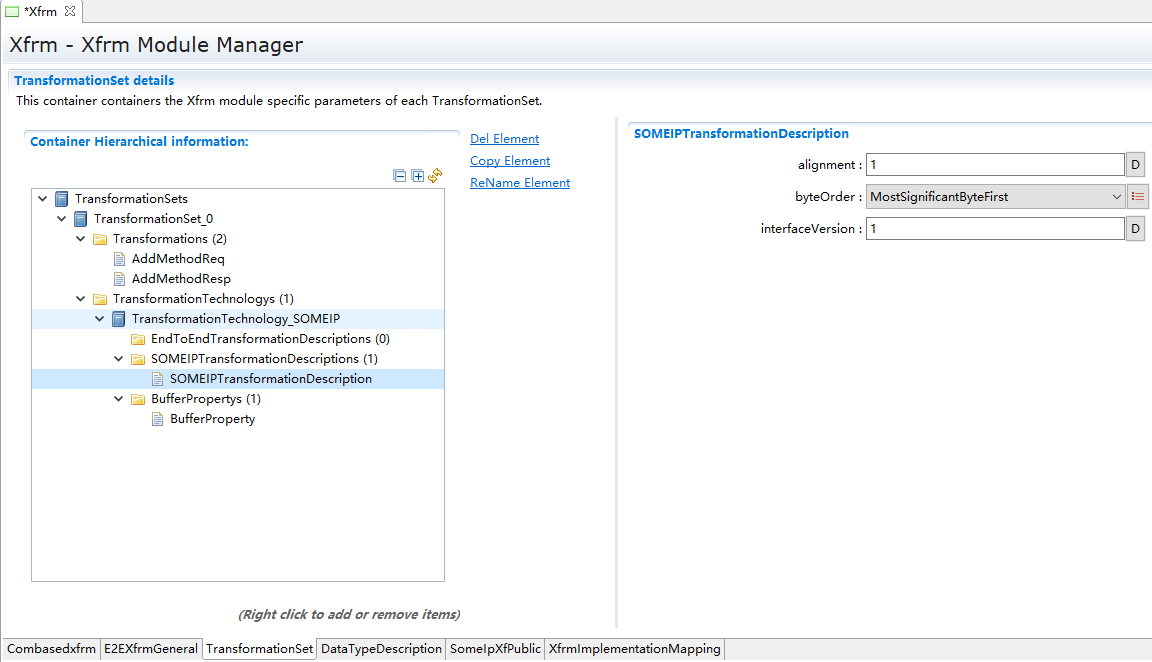 *Xfrm
Xfrm - Xfrm Module Manager
TransformationSet details
This container containers the Xfrm module specific parameters of each TransformationSet.
Container Hierarchical information:
TransformationSets
TransformationSet_0
Transformations (2)
AddMethodReq
AddMethodResp
TransformationTechnologys (1)
TransformationTechnology_SOMEIP
EndToEndTransformationDescriptions (0)
SOMEIPTransformationDescriptions (1)
SOMEIPTransformationDescription
BufferPropertys (1)
BufferProperty
(Right click to add or remove items)
Del Element
Copy Element
ReName Element
SOMEIPTransformationDescription
alignment : 1 D
byteOrder : MostSignificantByteFirst
interfaceVersion : 1 D
Combasedxfrm E2EXfrmGeneral TransformationSet DataTypeDescription SomeIpXfPublic XfrmImplementationMapping